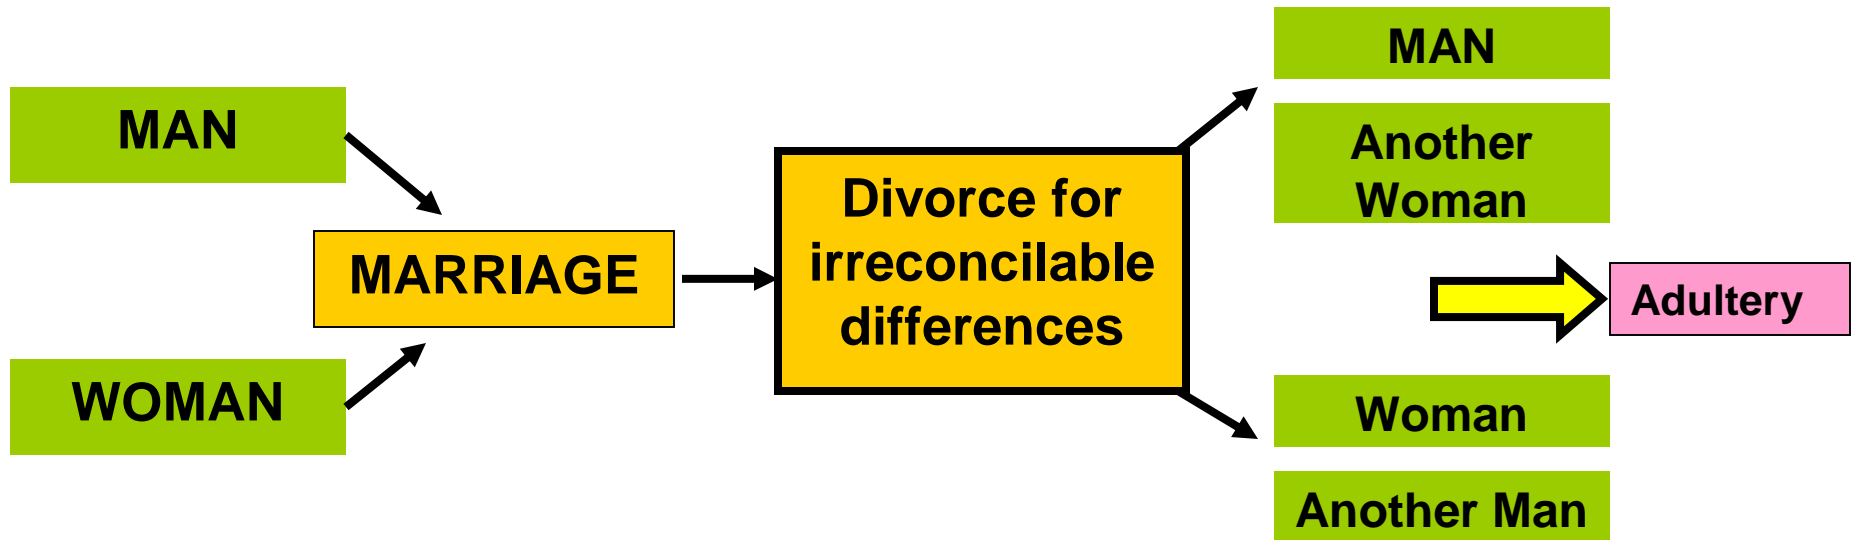 MAN
WOMAN
MARRIAGE
Divorce for
irreconcilable
differences
MAN
Another
Woman
Adultery
Woman
Another Man